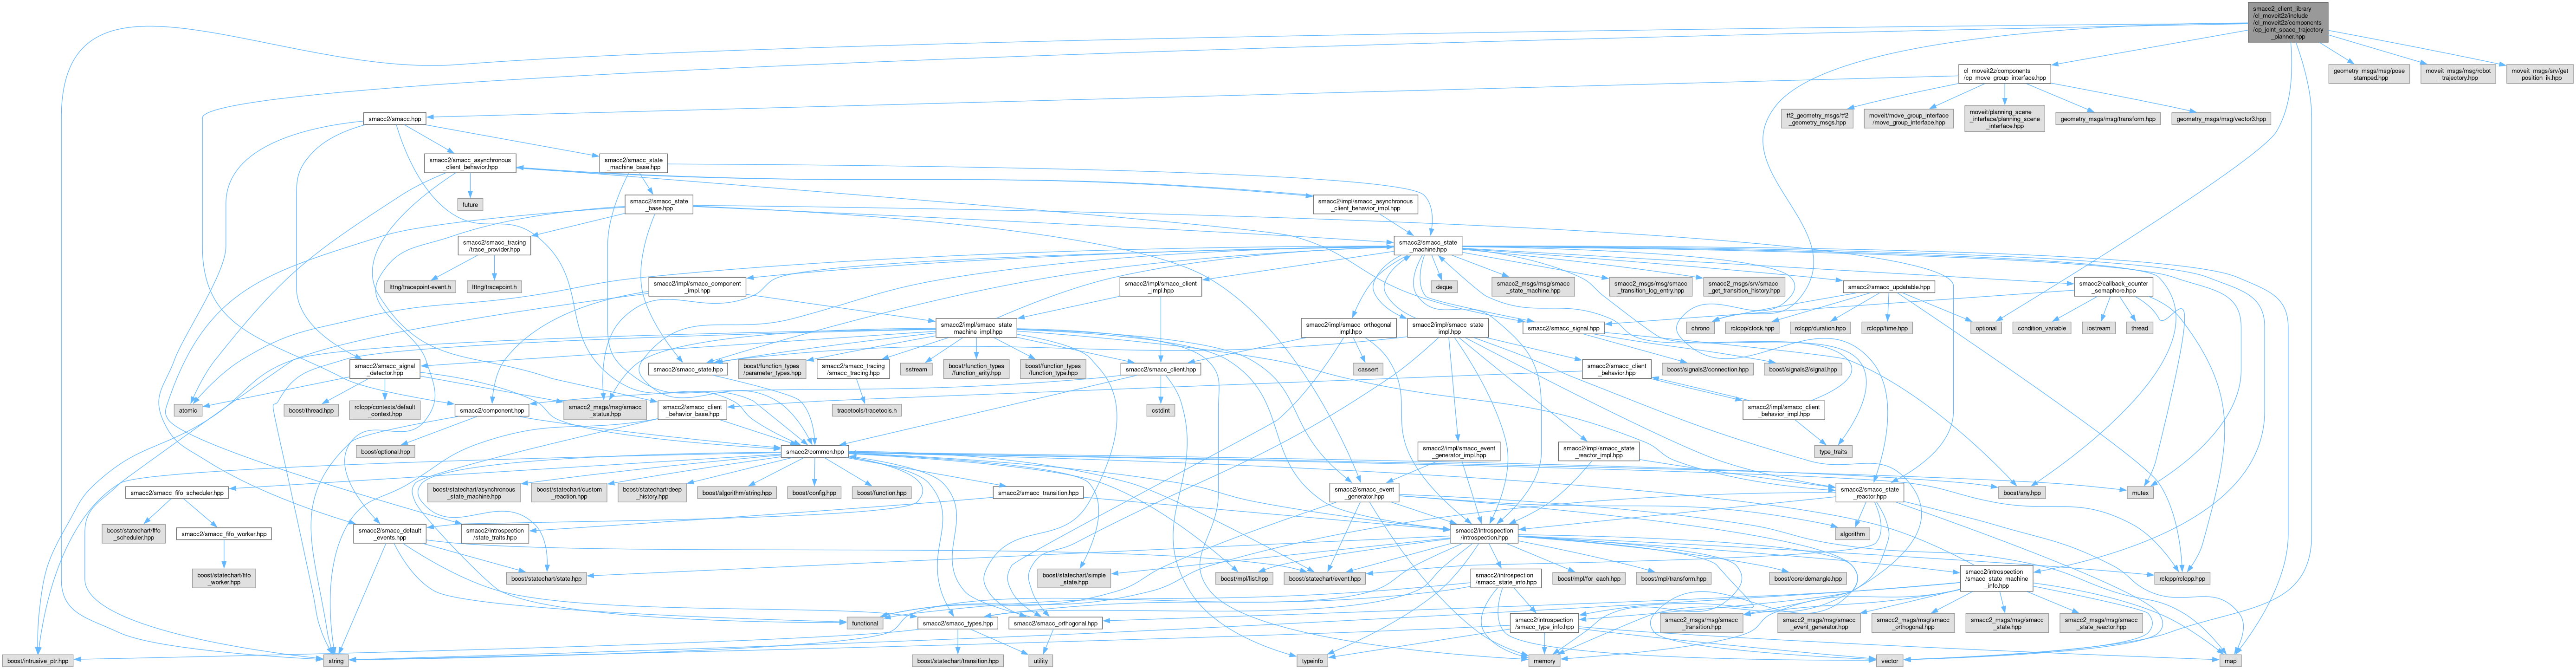 smacc2_client_library
/cl_moveit2z/include
/cl_moveit2z/components
/cp_joint_space_trajectory
_planner.hpp
cl_moveit2z/components
/cp_move_group_interface.hpp
geometry_msgs/msg/pose
_stamped.hpp
moveit_msgs/msg/robot
_trajectory.hpp
moveit_msgs/srv/get
_position_ik.hpp
smacc2/smacc.hpp
tf2_geometry_msgs/tf2
_geometry_msgs.hpp
moveit/move_group_interface
/move_group_interface.hpp
moveit/planning_scene
_interface/planning_scene
_interface.hpp
geometry_msgs/msg/transform.hpp
geometry_msgs/msg/vector3.hpp
smacc2/smacc_asynchronous
_client_behavior.hpp
smacc2/smacc_state
_machine_base.hpp
future
smacc2/smacc_state
_base.hpp
smacc2/impl/smacc_asynchronous
_client_behavior_impl.hpp
smacc2/smacc_tracing
/trace_provider.hpp
smacc2/smacc_state
_machine.hpp
lttng/tracepoint-event.h
lttng/tracepoint.h
smacc2/impl/smacc_component
_impl.hpp
smacc2/impl/smacc_client
_impl.hpp
deque
smacc2_msgs/msg/smacc
_state_machine.hpp
smacc2_msgs/msg/smacc
_transition_log_entry.hpp
smacc2_msgs/srv/smacc
_get_transition_history.hpp
smacc2/smacc_updatable.hpp
smacc2/callback_counter
_semaphore.hpp
smacc2/impl/smacc_state
_machine_impl.hpp
smacc2/impl/smacc_orthogonal
_impl.hpp
smacc2/impl/smacc_state
_impl.hpp
smacc2/smacc_signal.hpp
chrono
rclcpp/clock.hpp
rclcpp/duration.hpp
rclcpp/time.hpp
optional
condition_variable
iostream
thread
smacc2/smacc_signal
_detector.hpp
smacc2/smacc_state.hpp
boost/function_types
/parameter_types.hpp
smacc2/smacc_tracing
/smacc_tracing.hpp
sstream
boost/function_types
/function_arity.hpp
boost/function_types
/function_type.hpp
smacc2/smacc_client.hpp
cassert
smacc2/smacc_client
_behavior.hpp
boost/signals2/connection.hpp
boost/signals2/signal.hpp
atomic
boost/thread.hpp
rclcpp/contexts/default
_context.hpp
smacc2/component.hpp
smacc2_msgs/msg/smacc
_status.hpp
smacc2/smacc_client
_behavior_base.hpp
tracetools/tracetools.h
cstdint
smacc2/impl/smacc_client
_behavior_impl.hpp
boost/optional.hpp
smacc2/common.hpp
smacc2/impl/smacc_event
_generator_impl.hpp
smacc2/impl/smacc_state
_reactor_impl.hpp
type_traits
smacc2/smacc_fifo_scheduler.hpp
boost/statechart/asynchronous
_state_machine.hpp
boost/statechart/custom
_reaction.hpp
boost/statechart/deep
_history.hpp
boost/algorithm/string.hpp
boost/config.hpp
boost/function.hpp
smacc2/smacc_transition.hpp
smacc2/smacc_event
_generator.hpp
smacc2/smacc_state
_reactor.hpp
boost/any.hpp
mutex
boost/statechart/fifo
_scheduler.hpp
smacc2/smacc_fifo_worker.hpp
smacc2/smacc_default
_events.hpp
smacc2/introspection
/state_traits.hpp
smacc2/introspection
/introspection.hpp
algorithm
boost/statechart/fifo
_worker.hpp
boost/statechart/state.hpp
boost/statechart/simple
_state.hpp
boost/mpl/list.hpp
boost/statechart/event.hpp
smacc2/introspection
/smacc_state_info.hpp
boost/mpl/for_each.hpp
boost/mpl/transform.hpp
boost/core/demangle.hpp
smacc2/introspection
/smacc_state_machine
_info.hpp
rclcpp/rclcpp.hpp
functional
smacc2/smacc_types.hpp
smacc2/smacc_orthogonal.hpp
smacc2/introspection
/smacc_type_info.hpp
smacc2_msgs/msg/smacc
_transition.hpp
smacc2_msgs/msg/smacc
_event_generator.hpp
smacc2_msgs/msg/smacc
_orthogonal.hpp
smacc2_msgs/msg/smacc
_state.hpp
smacc2_msgs/msg/smacc
_state_reactor.hpp
boost/intrusive_ptr.hpp
string
boost/statechart/transition.hpp
utility
typeinfo
memory
vector
map